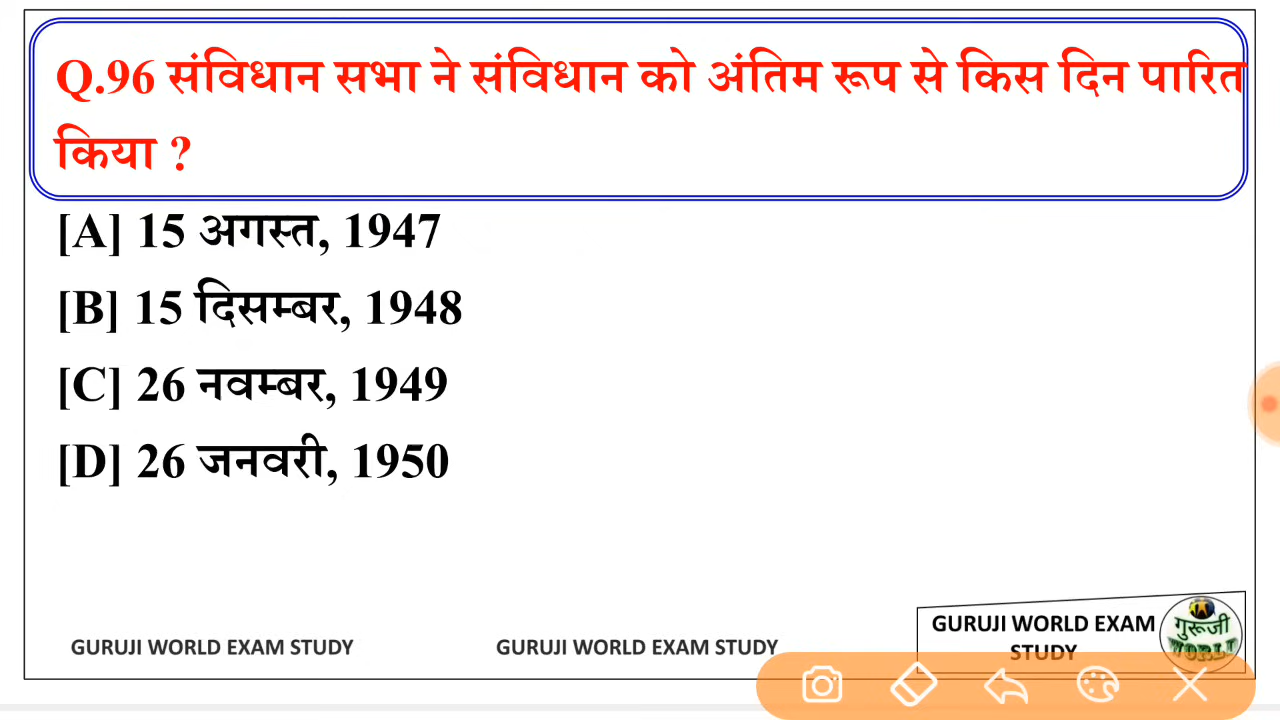 Q.96 संविधान सभा ने संविधान को अंतिम रूप से किस दिन पारित
किया ?
[A] 15 अगस्त, 1947
[B] 15 दिसम्बर, 1948
[C] 26 नवम्बर, 1949
[D] 26 जनवरी, 1950
GURUJI WORLD EXAM STUDY
GURUJI WORLD EXAM STUDY
GURUJI WORLD EXAM
STUDY
गुरूजी
WORLD